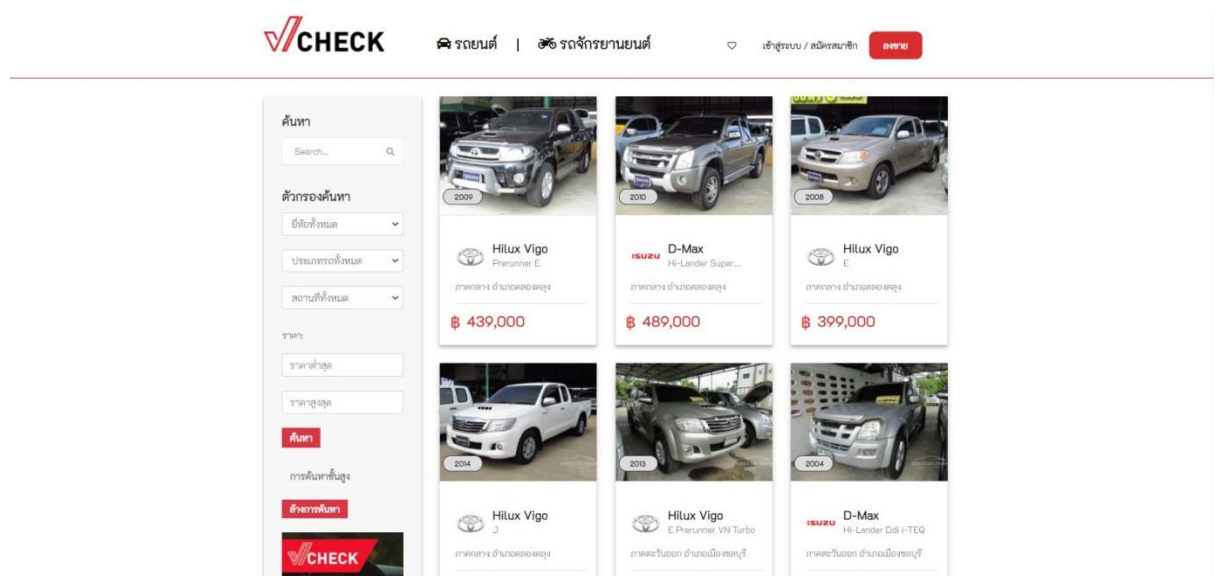 VCHECK
รถยนต์ | รถจักรยานยนต์
เข้าสู่ระบบ / สมัครสมาชิก
ลงขาย
ค้นหา
Search...
ตัวกรองค้นหา
ยี่ห้อทั้งหมด
ประเภทรถทั้งหมด
สถานที่ทั้งหมด
ราคา:
ราคาต่ำสุด
ราคาสูงสุด
ค้นหา
การค้นหาขั้นสูง
ล้างการค้นหา
VCHECK
2009
Hilux Vigo
Prerunner E
ภาคกลาง อำเภอคลองคลุง
฿ 439,000
2010
ISUZU
D-Max
Hi-Lander Super...
ภาคกลาง อำเภอคลองคลุง
฿ 489,000
2008
Hilux Vigo
E
ภาคกลาง อำเภอคลองคลุง
฿ 399,000
2014
Hilux Vigo
J
ภาคกลาง อำเภอคลองคลุง
2013
Hilux Vigo
E Prerunner VN Turbo
ภาคตะวันออก อำเภอเมืองชลบุรี
2004
ISUZU
D-Max
Hi-Lander Ddi i-TEQ
ภาคตะวันออก อำเภอเมืองชลบุรี